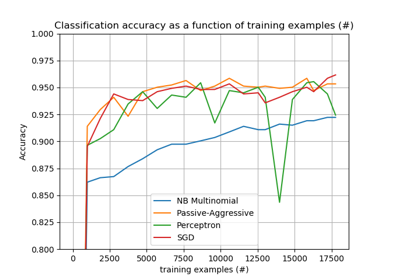 Classification accuracy as a function of training examples (#)
1.000
0.975
0.950
0.925
0.900
0.875
0.850
0.825
0.800
Accuracy
NB Multinomial
Passive-Aggressive
Perceptron
SGD
0 2500 5000 7500 10000 12500 15000 17500
training examples (#)